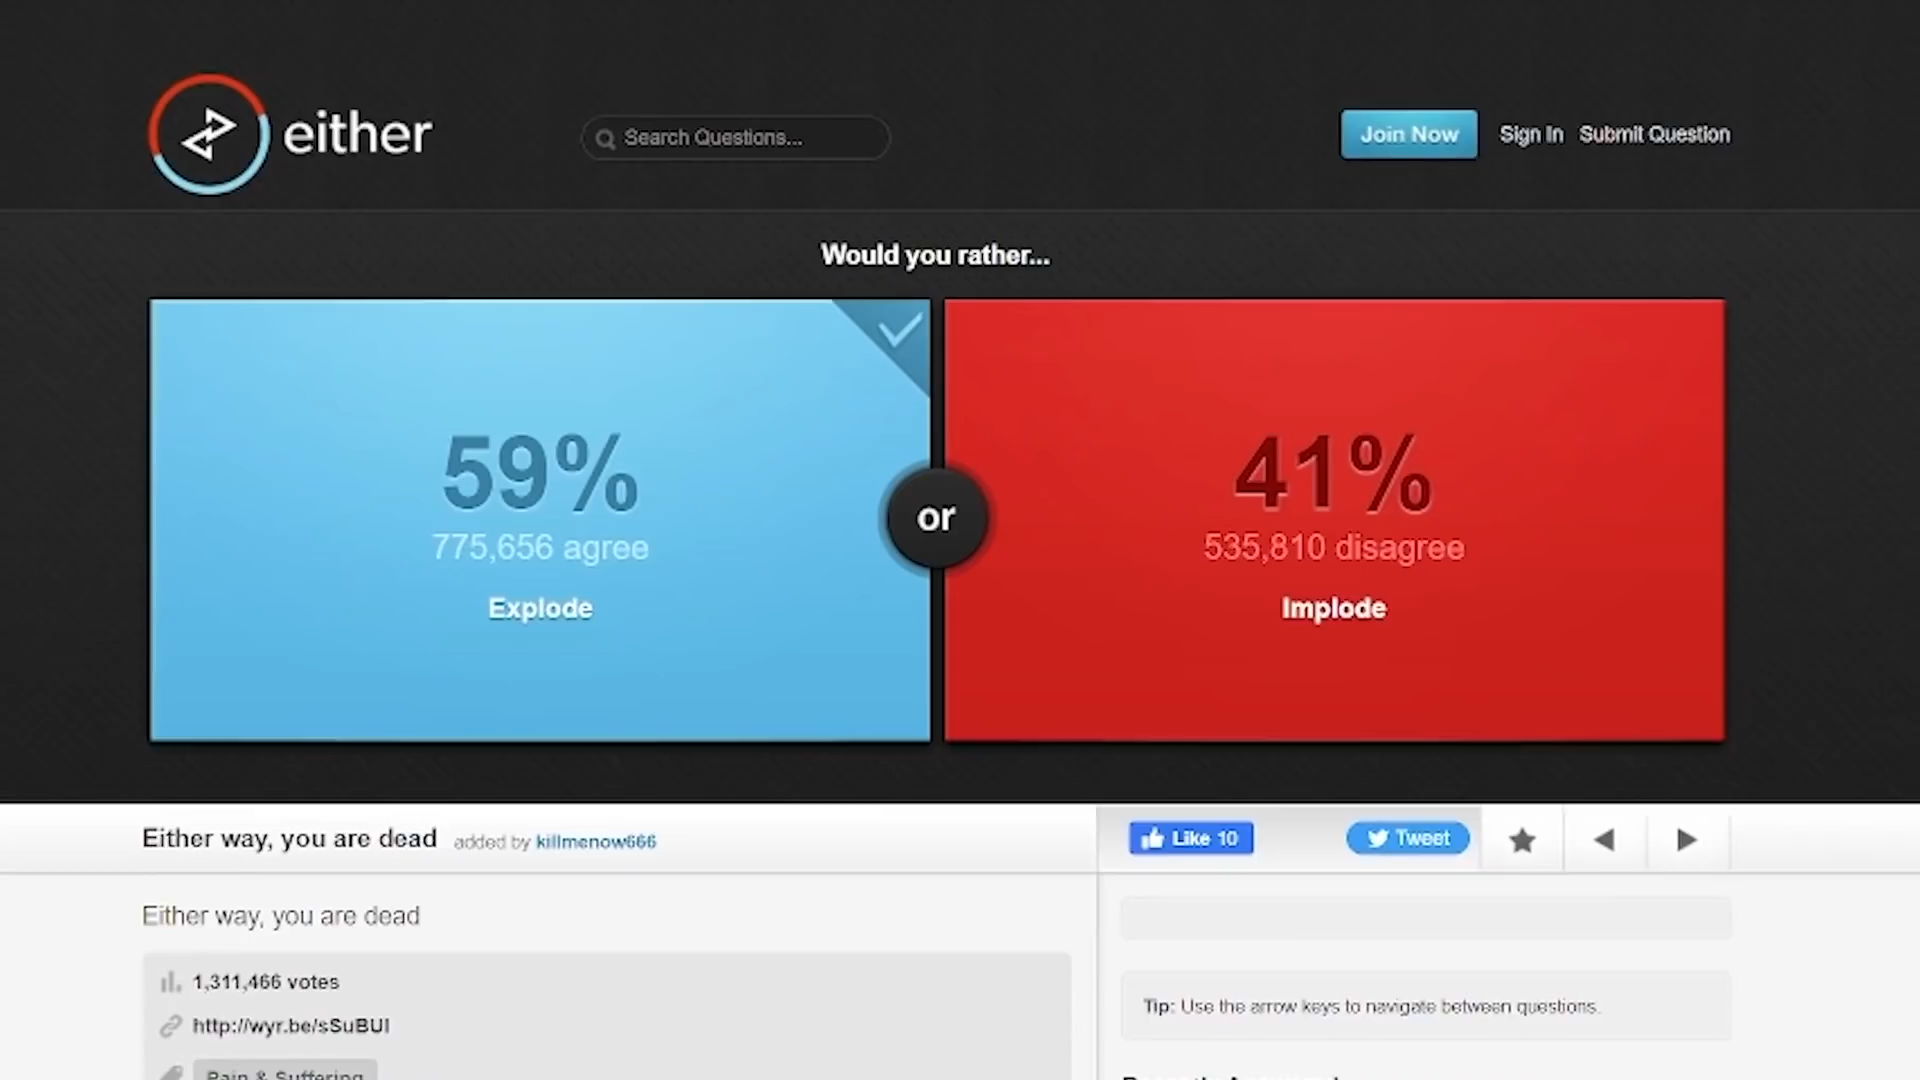 either
Search Questions...
Join Now
Sign In
Submit Question
Would you rather...
59%
775,656 agree
Explode
or
41%
535,810 disagree
Implode
Either way, you are dead
added by killmenow666
Like 10
Tweet
Either way, you are dead
1,311,466 votes
http://wyr.be/sSuBUI
Pain & Suffering
Tip: Use the arrow keys to navigate between questions.